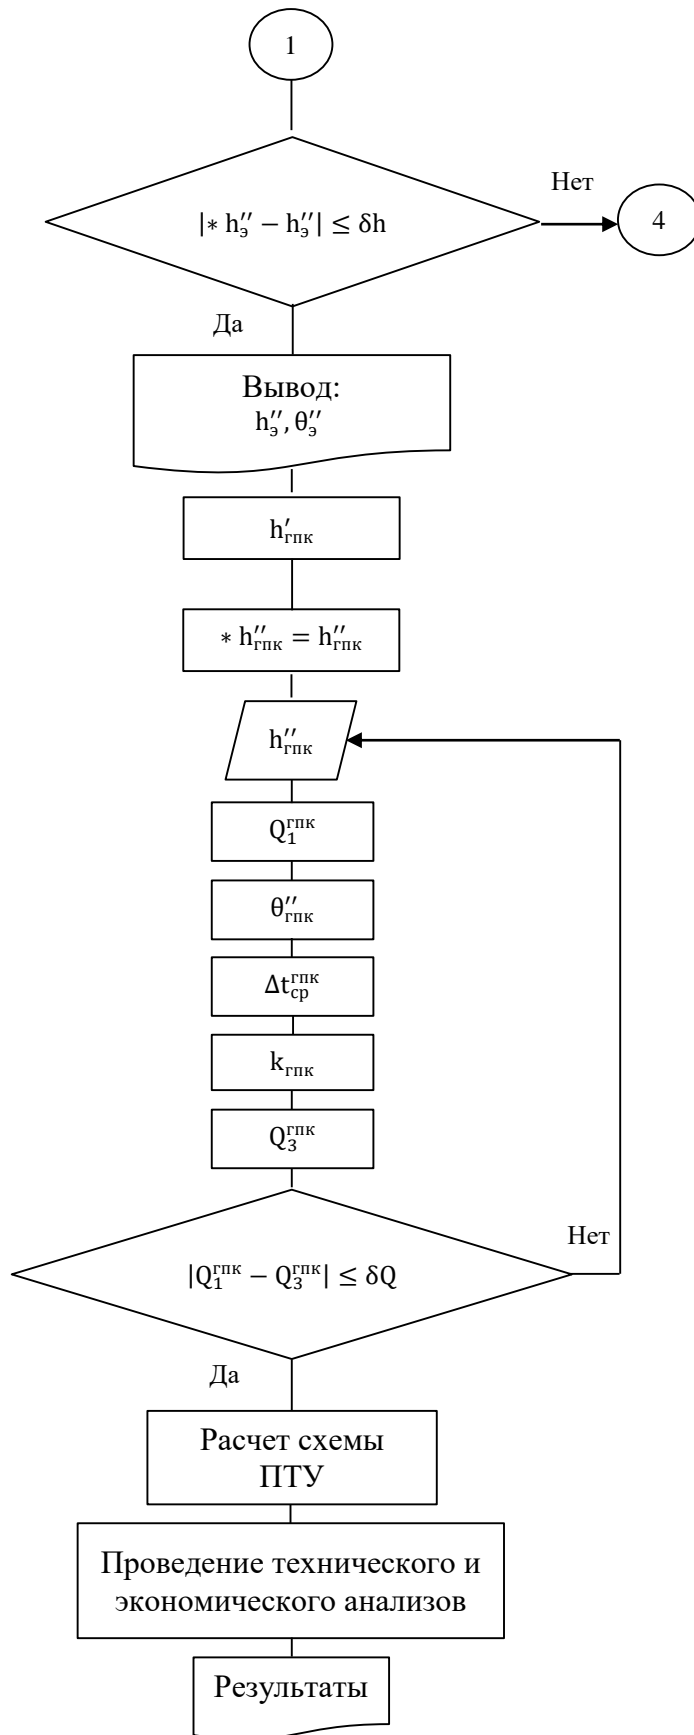 1
|∗ h″э − h″э| ≤ δh
Нет
4
Да
Вывод:
h″э, θ″э
h′гпк
∗ h″гпк = h″гпк
h″гпк
Q₁гпк
θ″гпк
Δtсргпк
kгпк
Q₃гпк
|Q₁гпк − Q₃гпк| ≤ δQ
Нет
Да
Расчет схемы
ПТУ
Проведение технического и
экономического анализов
Результаты